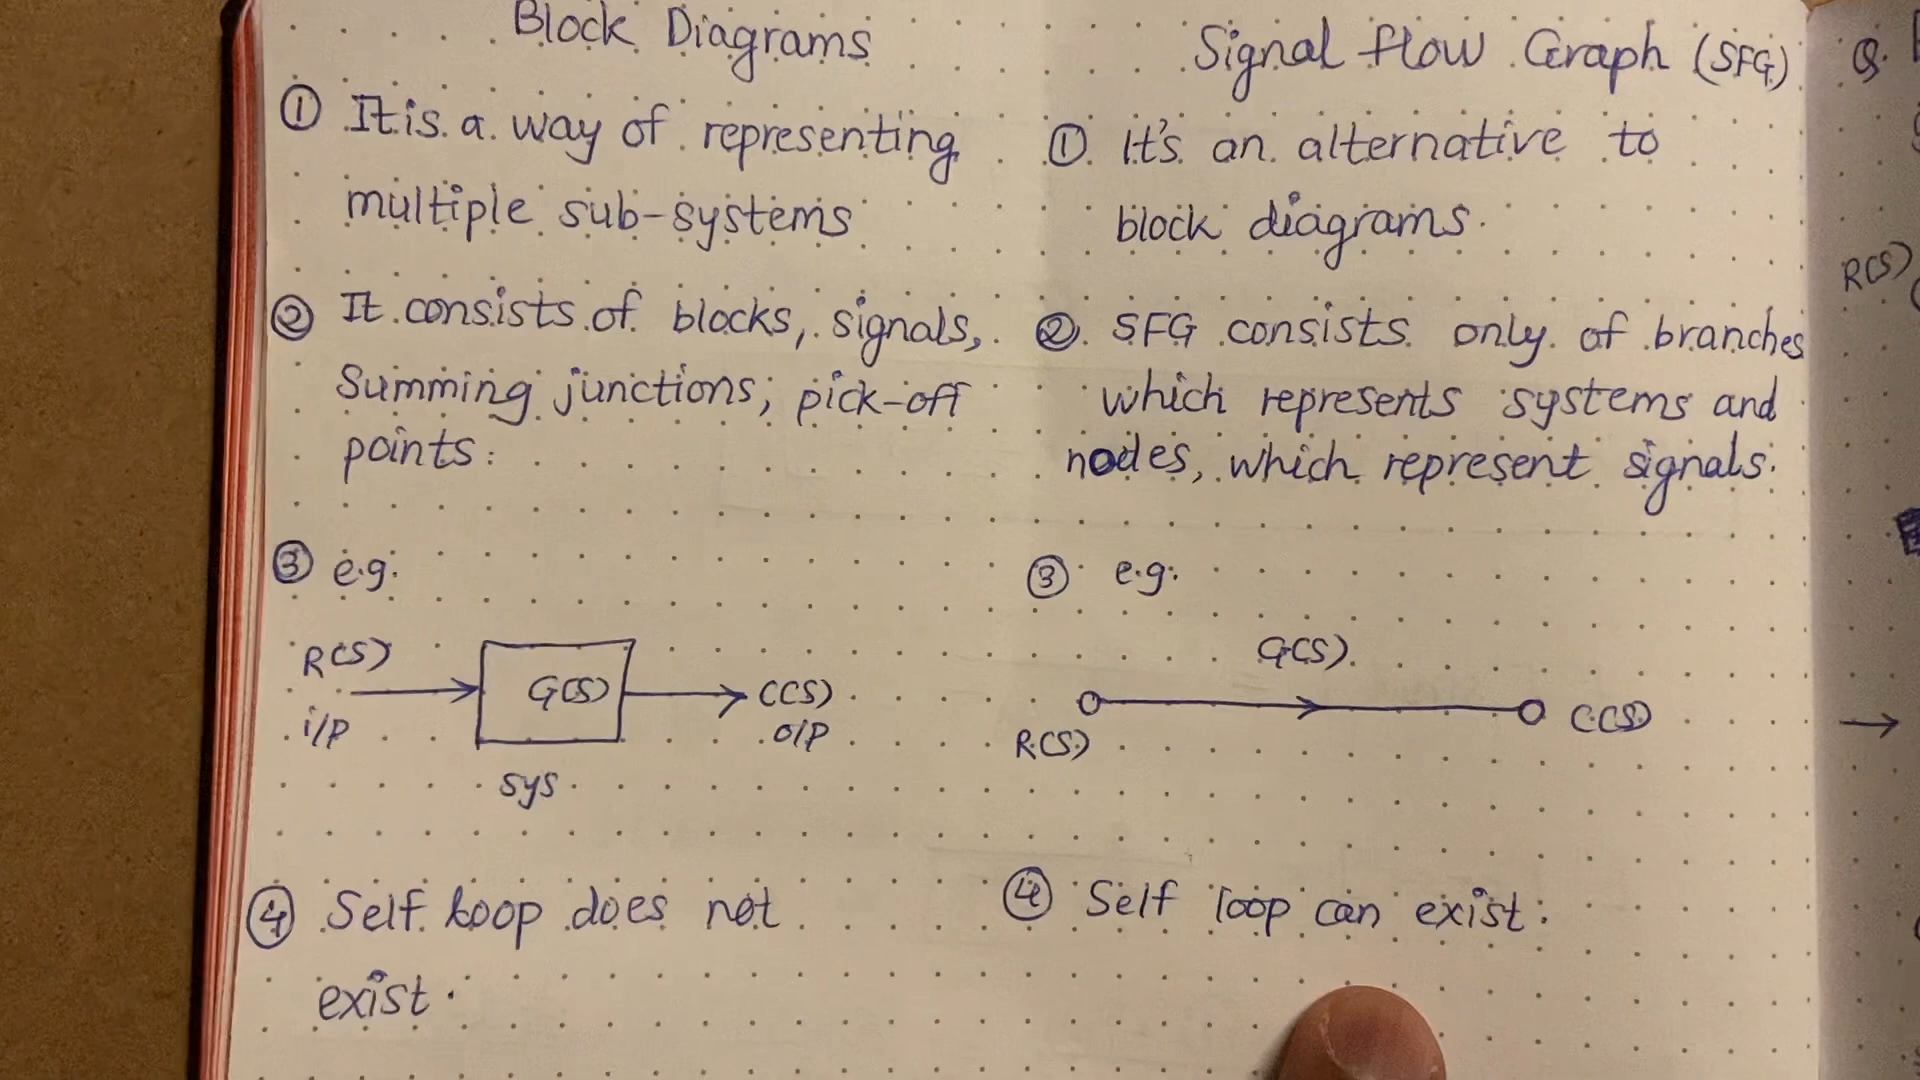 Block Diagrams
① It is a way of representing
multiple sub-systems
② It consists of blocks, signals,
Summing junctions, pick-off
points.
③ e.g.
R(S)
G(S)
C(S)
i/p
o/p
sys
④ Self loop does not
exist.
Signal flow Graph (SFG)
① It's an alternative to
block diagrams.
② SFG consists only of branches
which represents systems and
nodes, which represent signals.
③ e.g.
G(S)
R(S)
C(S)
④ Self loop can exist.
Q.
R(S)